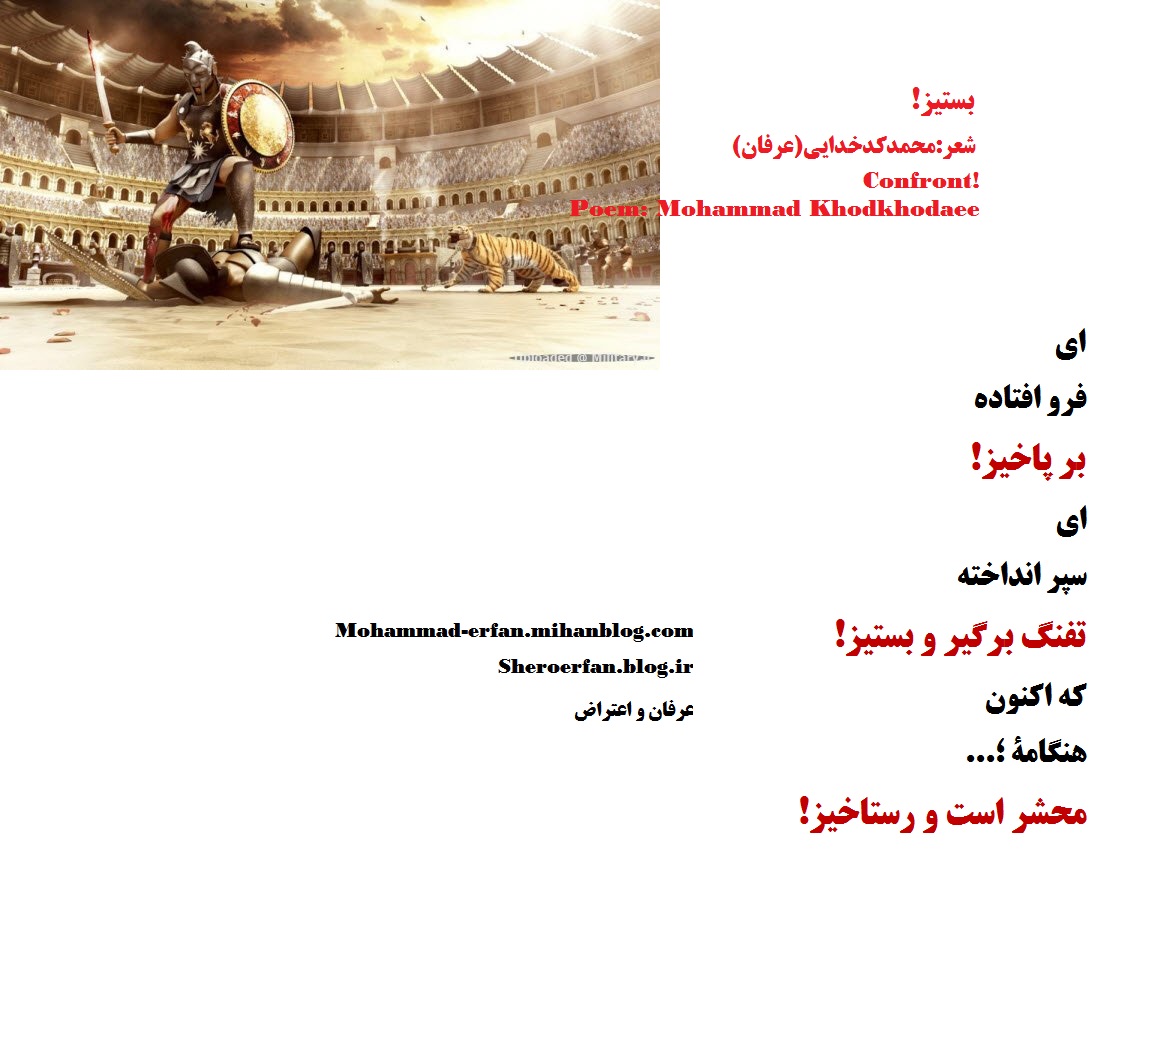 بستیز!
شعر:محمدکدخدایی(عرفان)
Confront!
Poem: Mohammad Khodkhodaee
Uploaded @ Military.ir
ای
فرو افتاده
بر پاخیز!
ای
سپر انداخته
تفنگ برگیر و بستیز!
که اکنون
هنگامهٔ ؛...
محشر است و رستاخیز!
Mohammad-erfan.mihanblog.com
Sheroerfan.blog.ir
عرفان و اعتراض